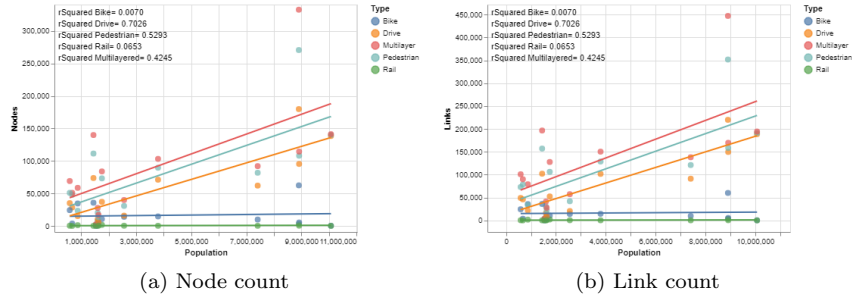 rSquared Bike= 0.0070
rSquared Drive= 0.7026
rSquared Pedestrian= 0.5293
rSquared Rail= 0.0653
rSquared Multilayered= 0.4245
Type
Bike
Drive
Multilayer
Pedestrian
Rail
Nodes
300,000
250,000
200,000
150,000
100,000
50,000
0
1,000,000
3,000,000
5,000,000
7,000,000
9,000,000
11,000,000
Population
(a) Node count
rSquared Bike= 0.0070
rSquared Drive= 0.7026
rSquared Pedestrian= 0.5293
rSquared Rail= 0.0653
rSquared Multilayered= 0.4245
Type
Bike
Drive
Multilayer
Pedestrian
Rail
Links
450,000
400,000
350,000
300,000
250,000
200,000
150,000
100,000
50,000
0
0
2,000,000
4,000,000
6,000,000
8,000,000
10,000,000
Population
(b) Link count